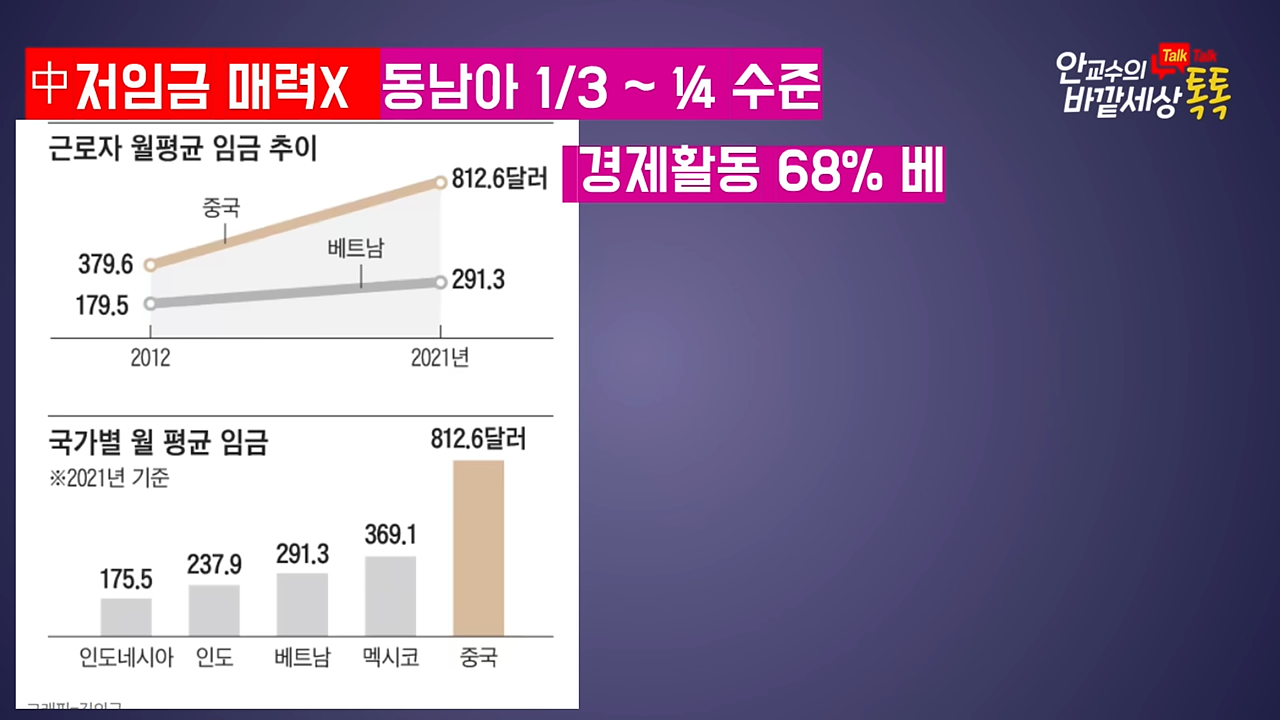 中 저임금 매력X 동남아 1/3 ~ ¼ 수준
안교수의 Talk Talk
바깥세상 톡톡
경제활동 68% 베
근로자 월평균 임금 추이
812.6달러
중국
베트남
379.6
291.3
179.5
2012 2021년
국가별 월 평균 임금
812.6달러
※2021년 기준
369.1
291.3
237.9
175.5
인도네시아 인도 베트남 멕시코 중국